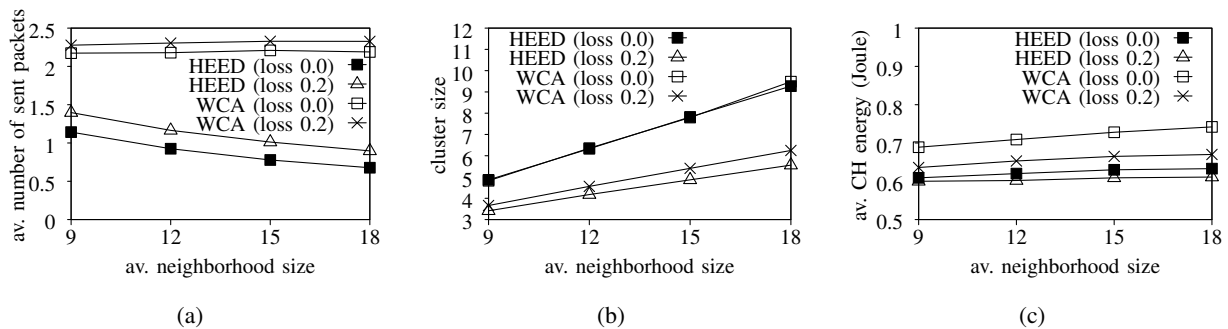 av. number of sent packets
2.5
2
1.5
1
0.5
0
9
12
15
18
HEED (loss 0.0)
HEED (loss 0.2)
WCA (loss 0.0)
WCA (loss 0.2)
av. neighborhood size
(a)
cluster size
12
11
10
9
8
7
6
5
4
3
9
12
15
18
HEED (loss 0.0)
HEED (loss 0.2)
WCA (loss 0.0)
WCA (loss 0.2)
av. neighborhood size
(b)
av. CH energy (Joule)
1
0.9
0.8
0.7
0.6
0.5
9
12
15
18
HEED (loss 0.0)
HEED (loss 0.2)
WCA (loss 0.0)
WCA (loss 0.2)
av. neighborhood size
(c)